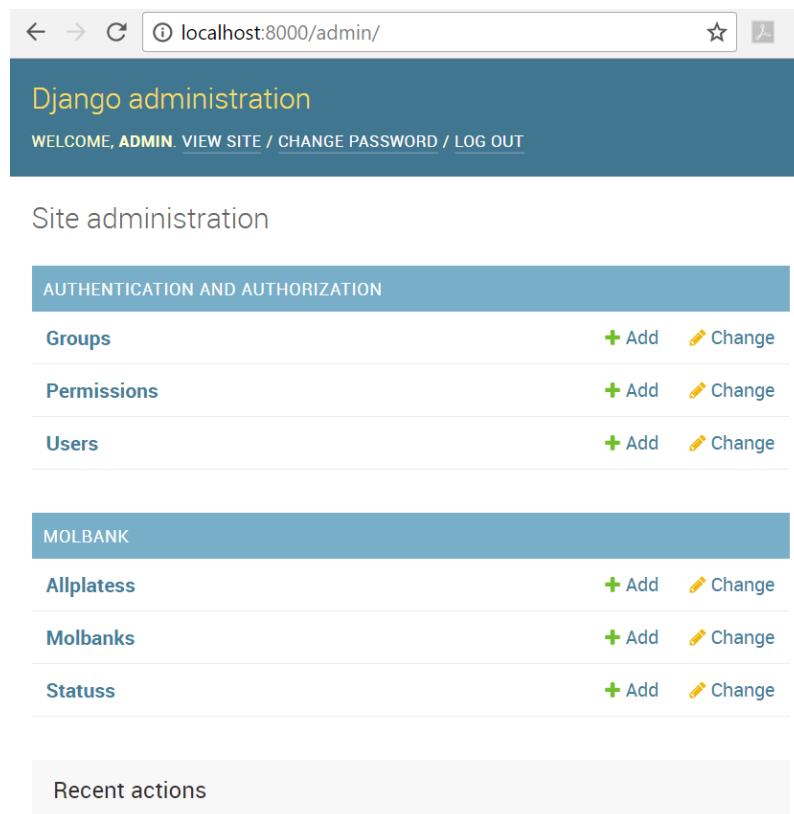 localhost:8000/admin/
Django administration
WELCOME, ADMIN. VIEW SITE / CHANGE PASSWORD / LOG OUT
Site administration
AUTHENTICATION AND AUTHORIZATION
Groups Add Change
Permissions Add Change
Users Add Change
MOLBANK
Allplatess Add Change
Molbanks Add Change
Statuss Add Change
Recent actions